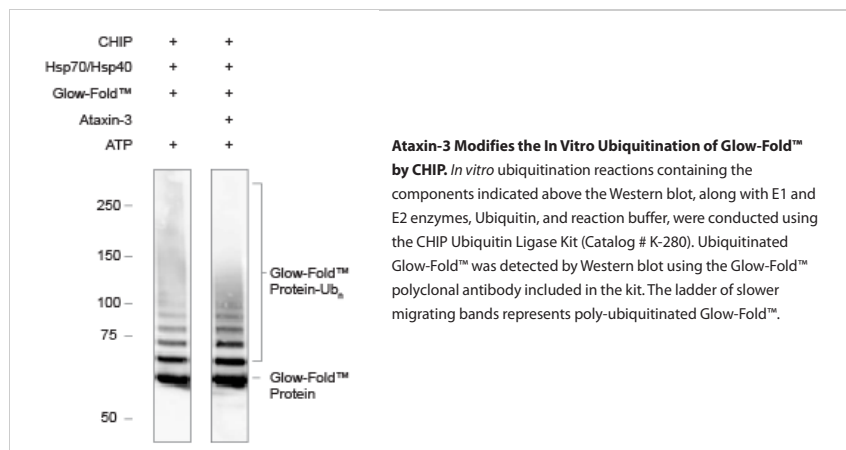 CHIP + +
Hsp70/Hsp40 + +
Glow-Fold™ + +
Ataxin-3 +
ATP + +
250
150
100
75
50
Glow-Fold™
Protein-Ubn
Glow-Fold™
Protein
Ataxin-3 Modifies the In Vitro Ubiquitination of Glow-Fold™
by CHIP. In vitro ubiquitination reactions containing the
components indicated above the Western blot, along with E1 and
E2 enzymes, Ubiquitin, and reaction buffer, were conducted using
the CHIP Ubiquitin Ligase Kit (Catalog # K-280). Ubiquitinated
Glow-Fold™ was detected by Western blot using the Glow-Fold™
polyclonal antibody included in the kit. The ladder of slower
migrating bands represents poly-ubiquitinated Glow-Fold™.